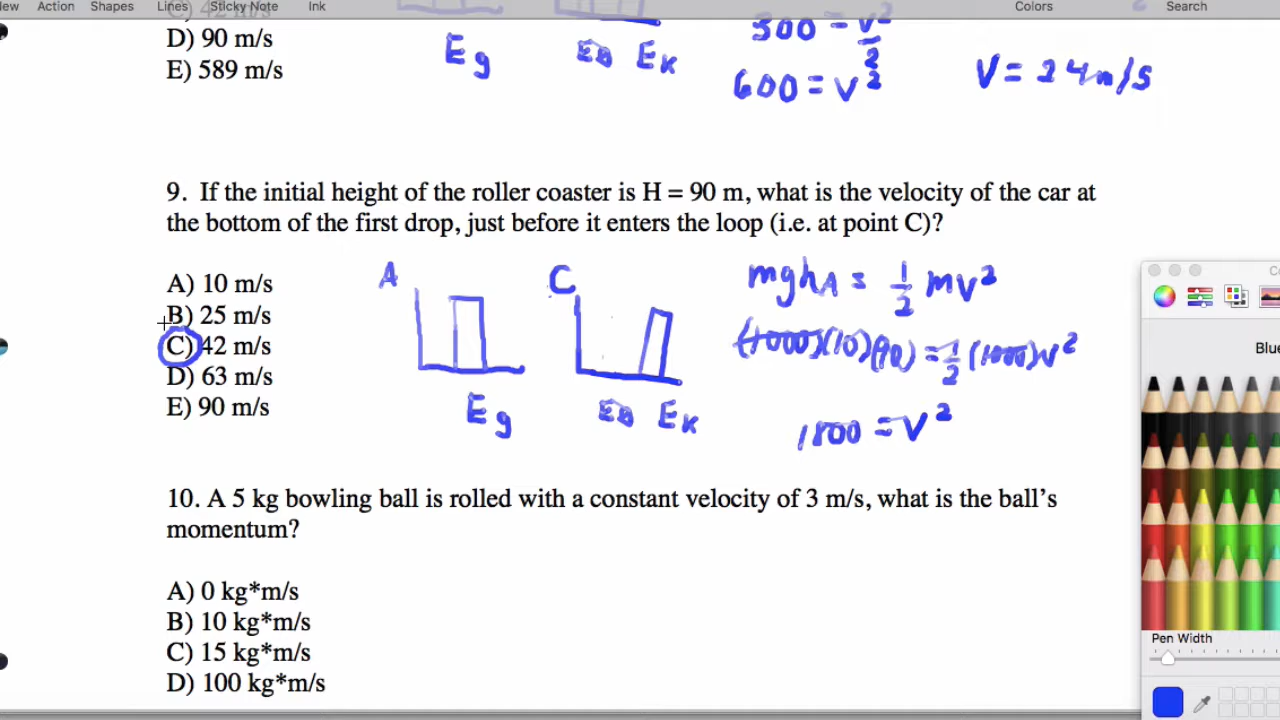 Action Shapes Lines Sticky Note Ink Colors Search
D) 90 m/s
E) 589 m/s
Eg
Ek
300 = v²/2
600 = v²
V = 24m/s
9. If the initial height of the roller coaster is H = 90 m, what is the velocity of the car at
the bottom of the first drop, just before it enters the loop (i.e. at point C)?
A) 10 m/s
B) 25 m/s
C) 42 m/s
D) 63 m/s
E) 90 m/s
A
Eg
C
Ek
mghA = 1/2 mv²
(1000)(10)(90) = 1/2 (1000)v²
1800 = v²
10. A 5 kg bowling ball is rolled with a constant velocity of 3 m/s, what is the ball's
momentum?
A) 0 kg*m/s
B) 10 kg*m/s
C) 15 kg*m/s
D) 100 kg*m/s
Blue
Pen Width